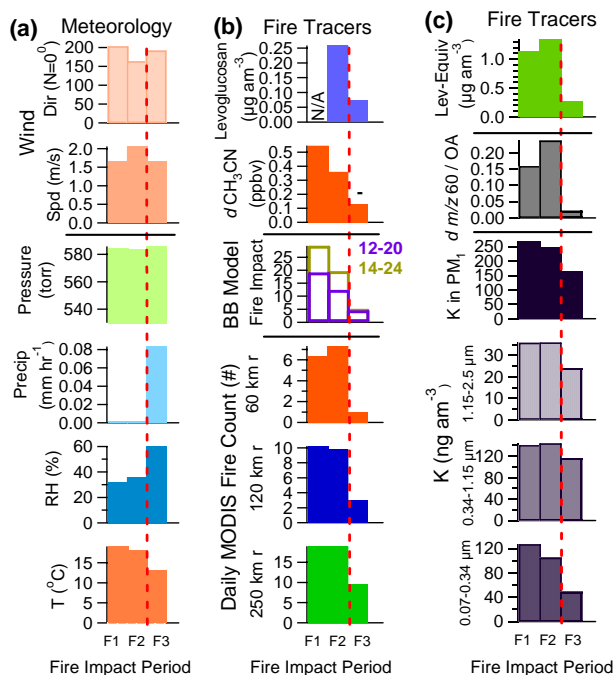 (a)
Meteorology
Wind
Dir (N=0⁰)
200
150
100
50
0
Spd (m/s)
2.0
1.0
0.0
Pressure
(torr)
580
560
540
Precip
(mm hr⁻¹)
0.08
0.04
0.00
RH (%)
60
40
20
0
T (°C)
15
10
5
0
F1 F2 F3
Fire Impact Period
(b)
Fire Tracers
Levoglucosan
(µg am⁻³)
0.25
0.20
0.15
0.10
0.05
0.00
N/A
d CH₃CN
(ppbv)
0.5
0.4
0.3
0.2
0.1
0.0
BB Model
Fire Impact
25
20
15
10
5
0
12-20
14-24
Daily MODIS Fire Count (#)
60 km r
6
4
2
0
120 km r
10
8
6
4
2
0
250 km r
15
10
5
0
F1 F2 F3
Fire Impact Period
(c)
Fire Tracers
Lev-Equiv
(µg am⁻³)
1.0
0.5
0.0
d m/z 60 / OA
0.20
0.15
0.10
0.05
0.00
K in PM₁
250
200
150
100
50
0
K (ng am⁻³)
1.15-2.5 µm
30
20
10
0
0.34-1.15 µm
120
80
40
0
0.07-0.34 µm
120
80
40
0
F1 F2 F3
Fire Impact Period